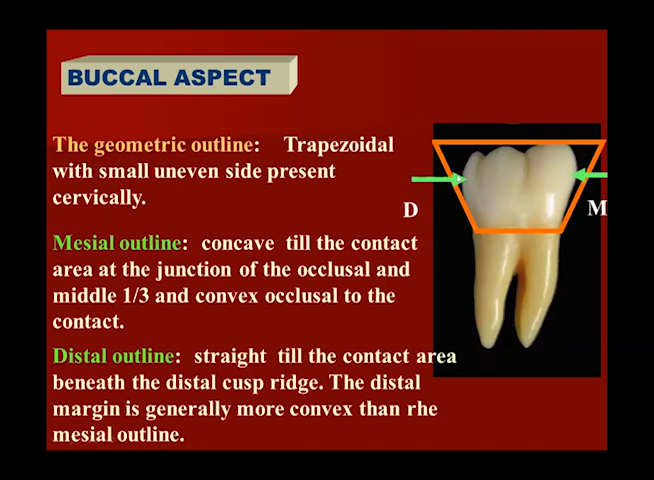 BUCCAL ASPECT
The geometric outline: Trapezoidal
with small uneven side present
cervically.
D
M
Mesial outline: concave till the contact
area at the junction of the occlusal and
middle 1/3 and convex occlusal to the
contact.
Distal outline: straight till the contact area
beneath the distal cusp ridge. The distal
margin is generally more convex than rhe
mesial outline.